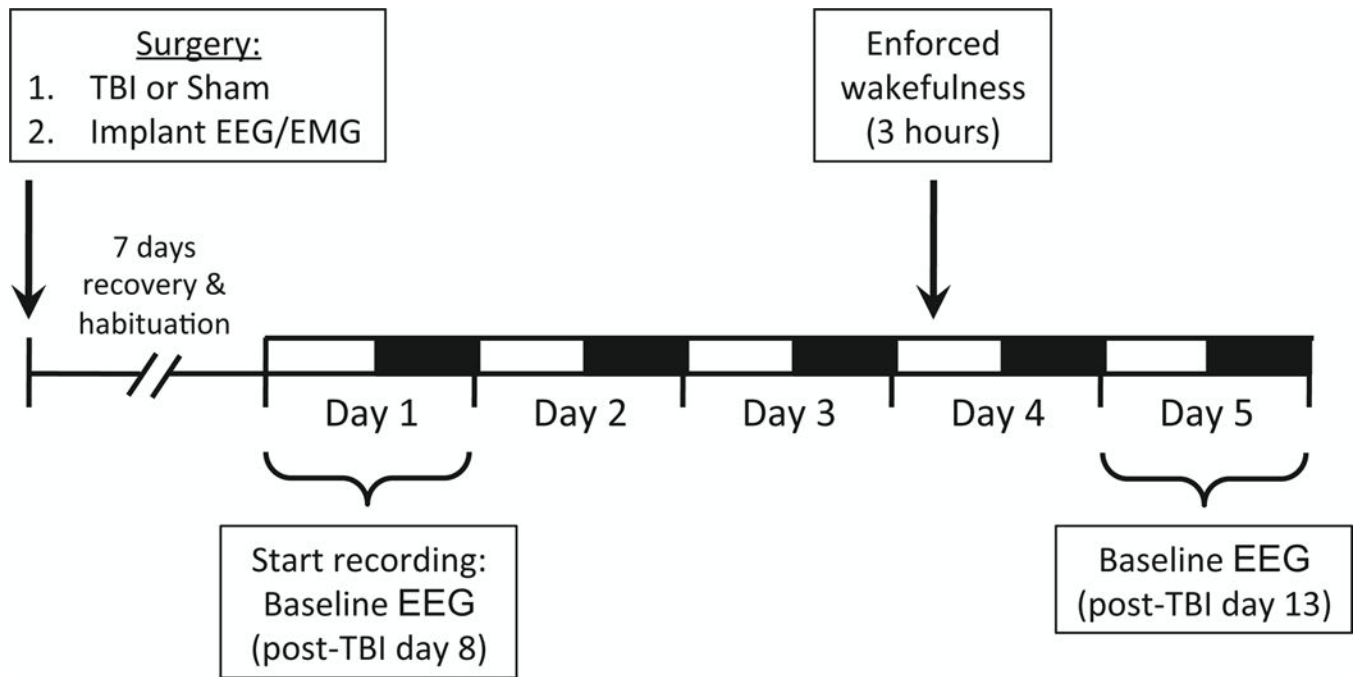 Surgery:
1. TBI or Sham
2. Implant EEG/EMG
Enforced
wakefulness
(3 hours)
7 days
recovery &
habituation
Day 1
Day 2
Day 3
Day 4
Day 5
Start recording:
Baseline EEG
(post-TBI day 8)
Baseline EEG
(post-TBI day 13)